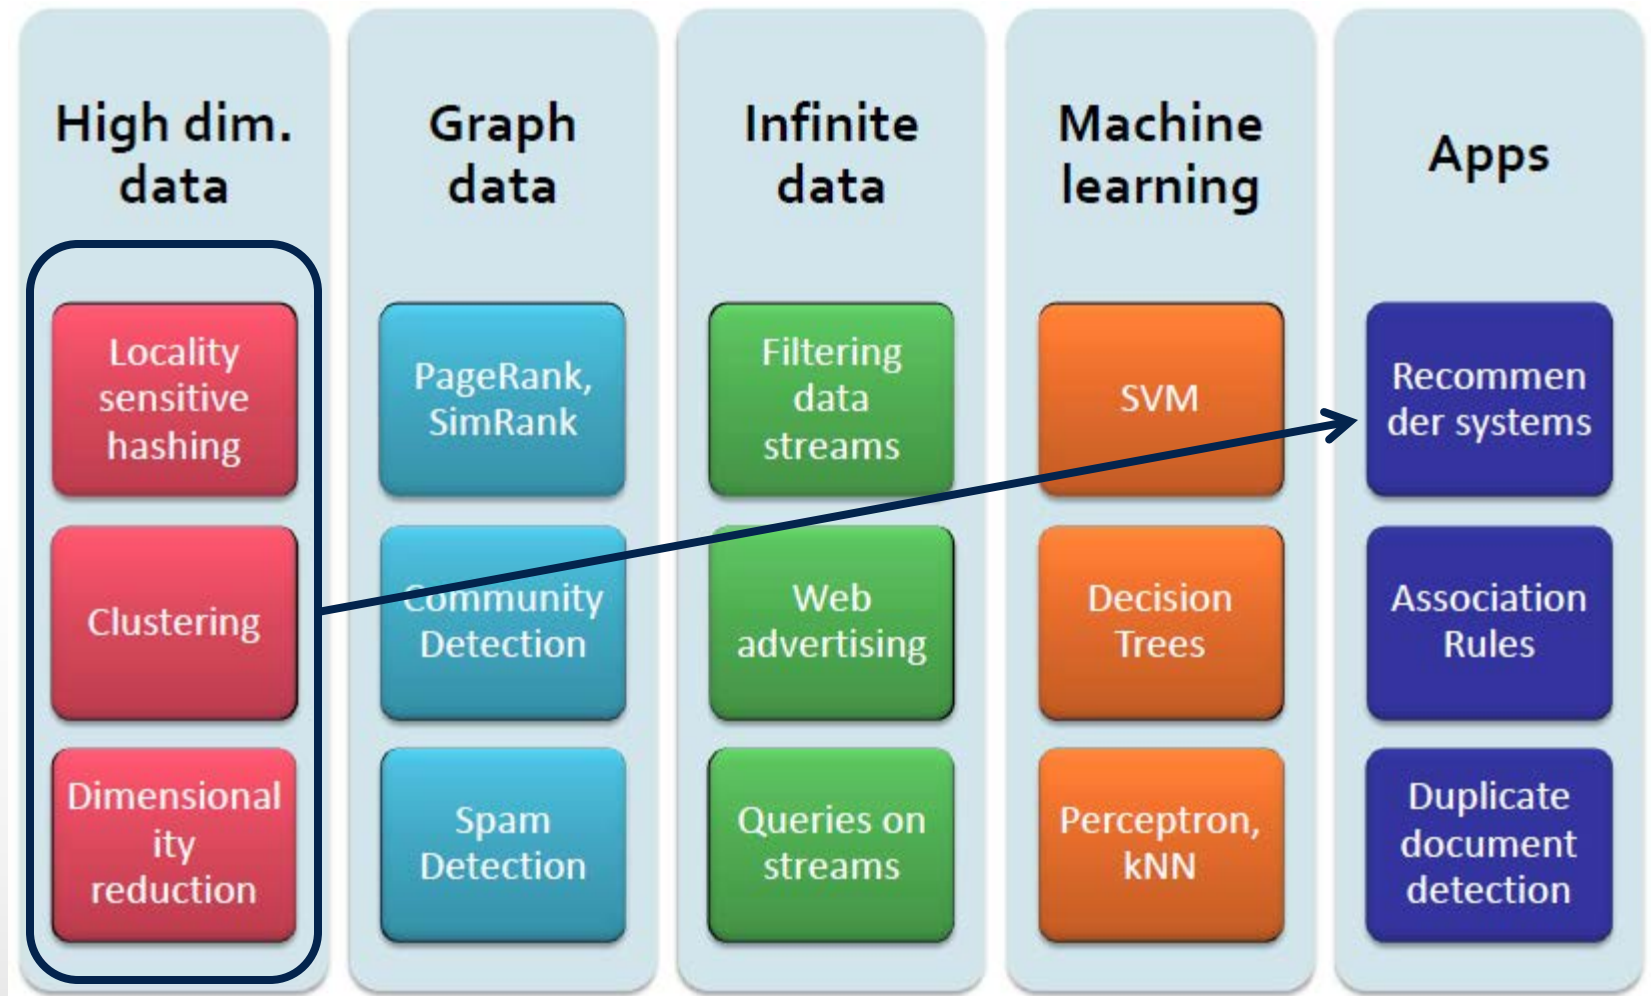 High dim.
data
Locality
sensitive
hashing
Clustering
Dimensional
ity
reduction
Graph
data
PageRank,
SimRank
Community
Detection
Spam
Detection
Infinite
data
Filtering
data
streams
Web
advertising
Queries on
streams
Machine
learning
SVM
Decision
Trees
Perceptron,
kNN
Apps
Recommen
der systems
Association
Rules
Duplicate
document
detection